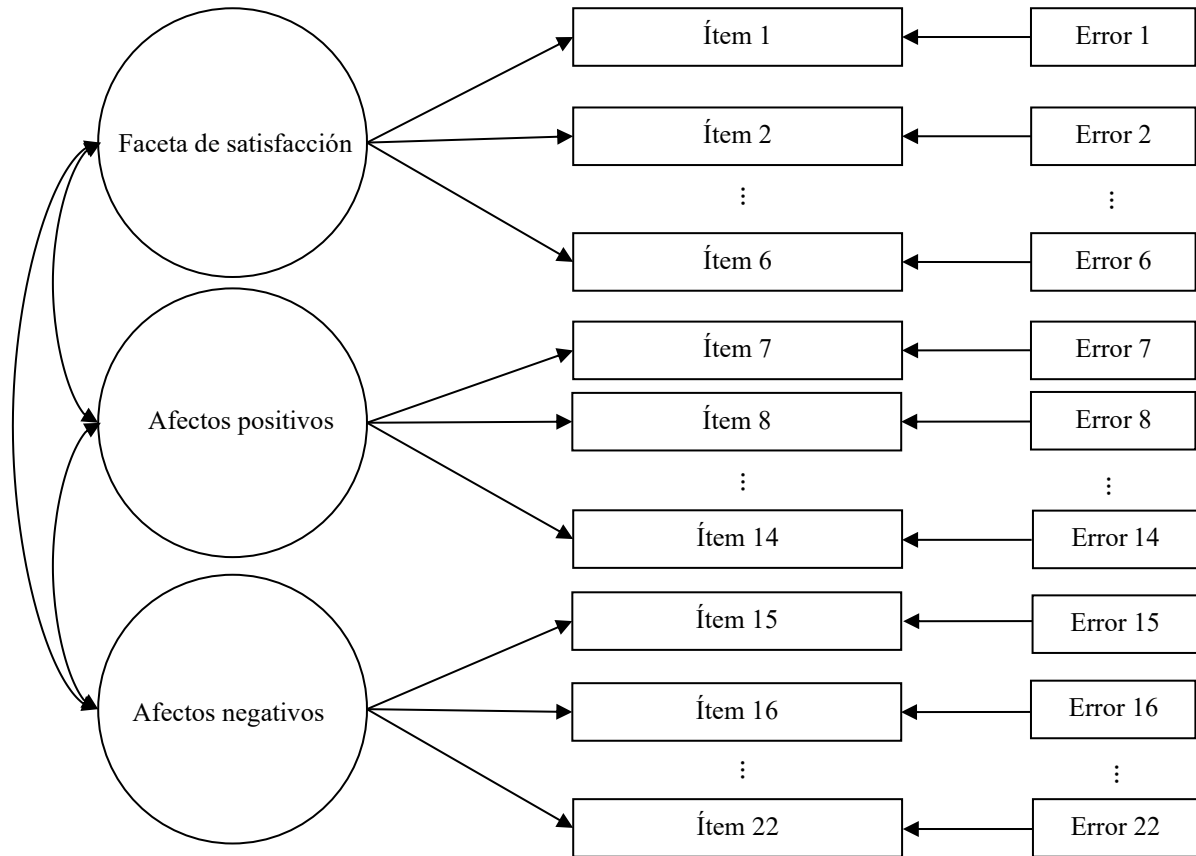 Faceta de satisfacción
Ítem 1
Error 1
Ítem 2
Error 2
⋮
⋮
Ítem 6
Error 6
Afectos positivos
Ítem 7
Error 7
Ítem 8
Error 8
⋮
⋮
Ítem 14
Error 14
Afectos negativos
Ítem 15
Error 15
Ítem 16
Error 16
⋮
⋮
Ítem 22
Error 22